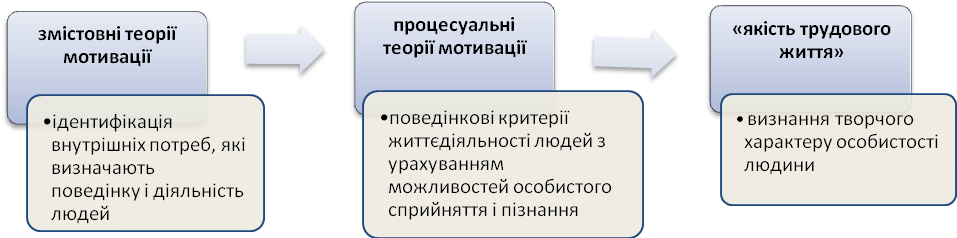 змістовні теорії
мотивації
•ідентифікація
внутрішніх потреб, які
визначають
поведінку і діяльність
людей
процесуальні
теорії мотивації
•поведінкові критерії
життєдіяльності людей з
урахуванням
можливостей особистого
сприйняття і пізнання
«якість трудового
життя»
• визнання творчого
характеру особистості
людини